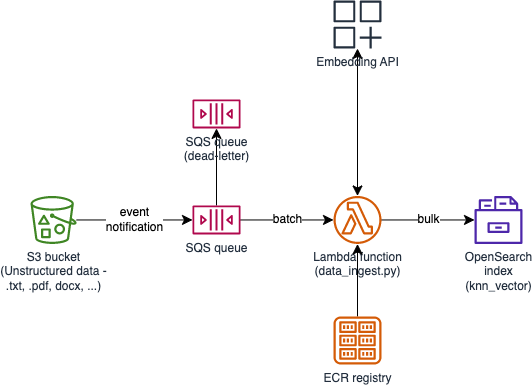 Embedding API
SQS queue
(dead-letter)
event
notification
batch
bulk
SQS queue
S3 bucket
(Unstructured data -
.txt, .pdf, docx, ...)
Lambda function
(data_ingest.py)
OpenSearch
index
(knn_vector)
ECR registry